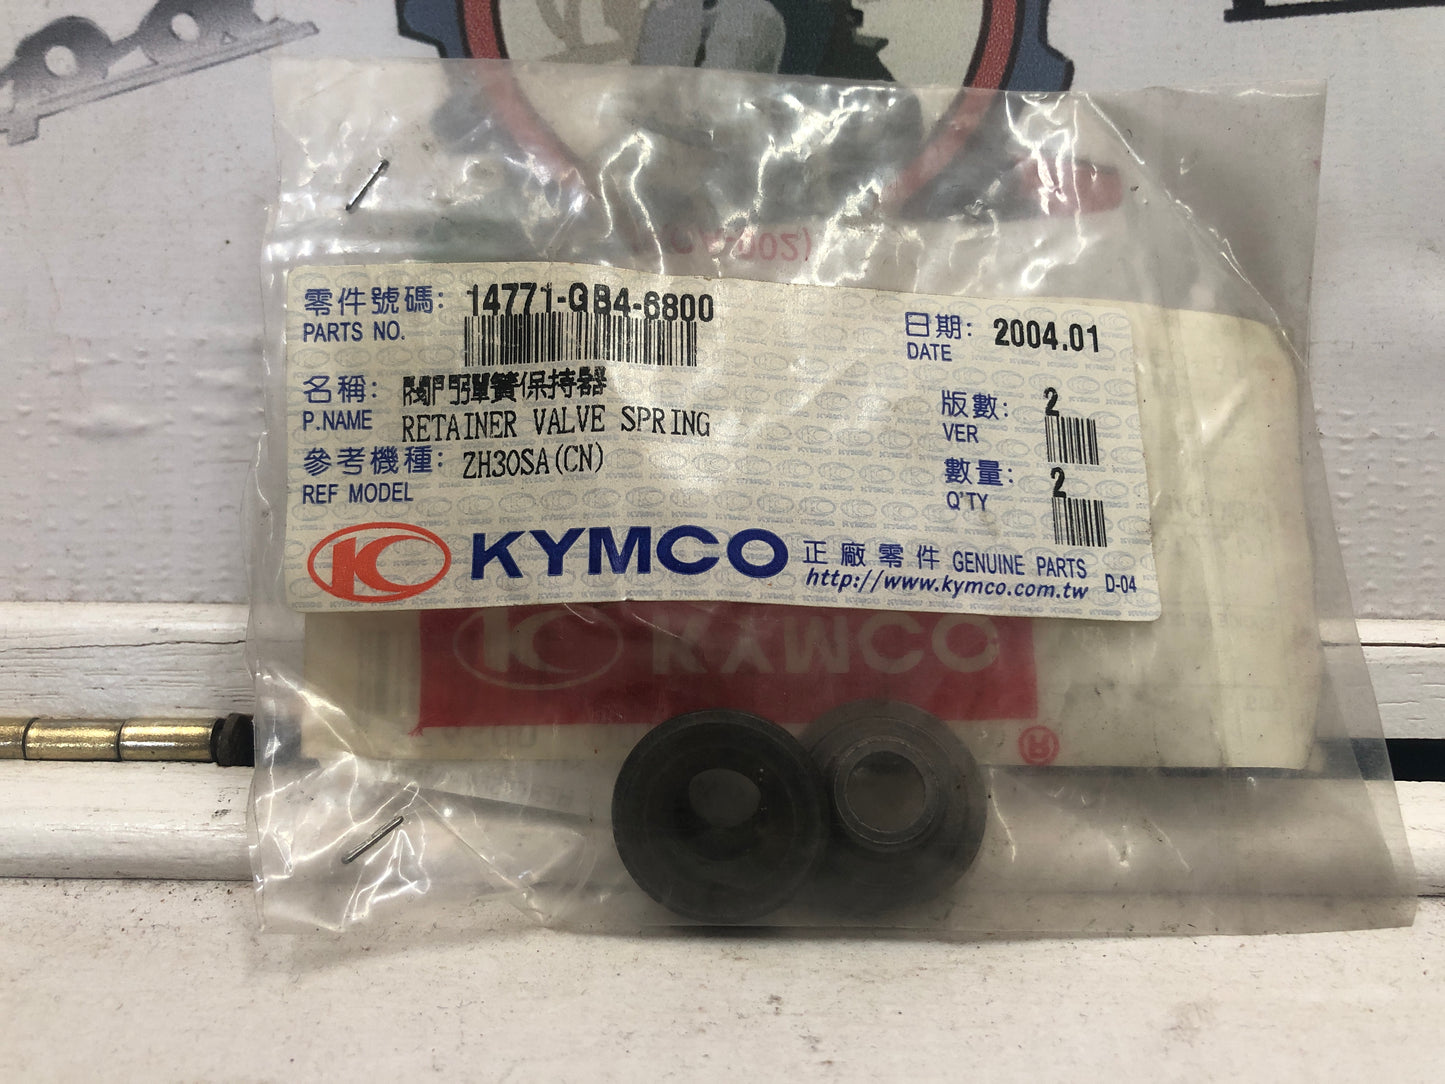 零件號碼: 14771-GB4-6800
PARTS NO.
日期: 2004.01
DATE
名稱: 閥門彈簧保持器
P.NAME RETAINER VALVE SPRING
版數: 2
VER
參考機種: ZH30SA(CN)
REF MODEL
數量: 2
Q'TY
KYMCO 正廠零件 GENUINE PARTS D-04
http://www.kymco.com.tw
KYMCO
®